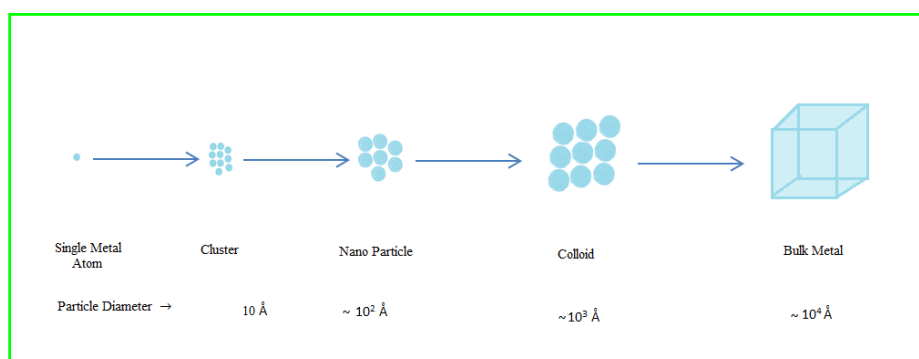 Single Metal
Atom
Cluster
Nano Particle
Colloid
Bulk Metal
Particle Diameter →
10 Å
~ 10² Å
~10³ Å
~ 10⁴ Å